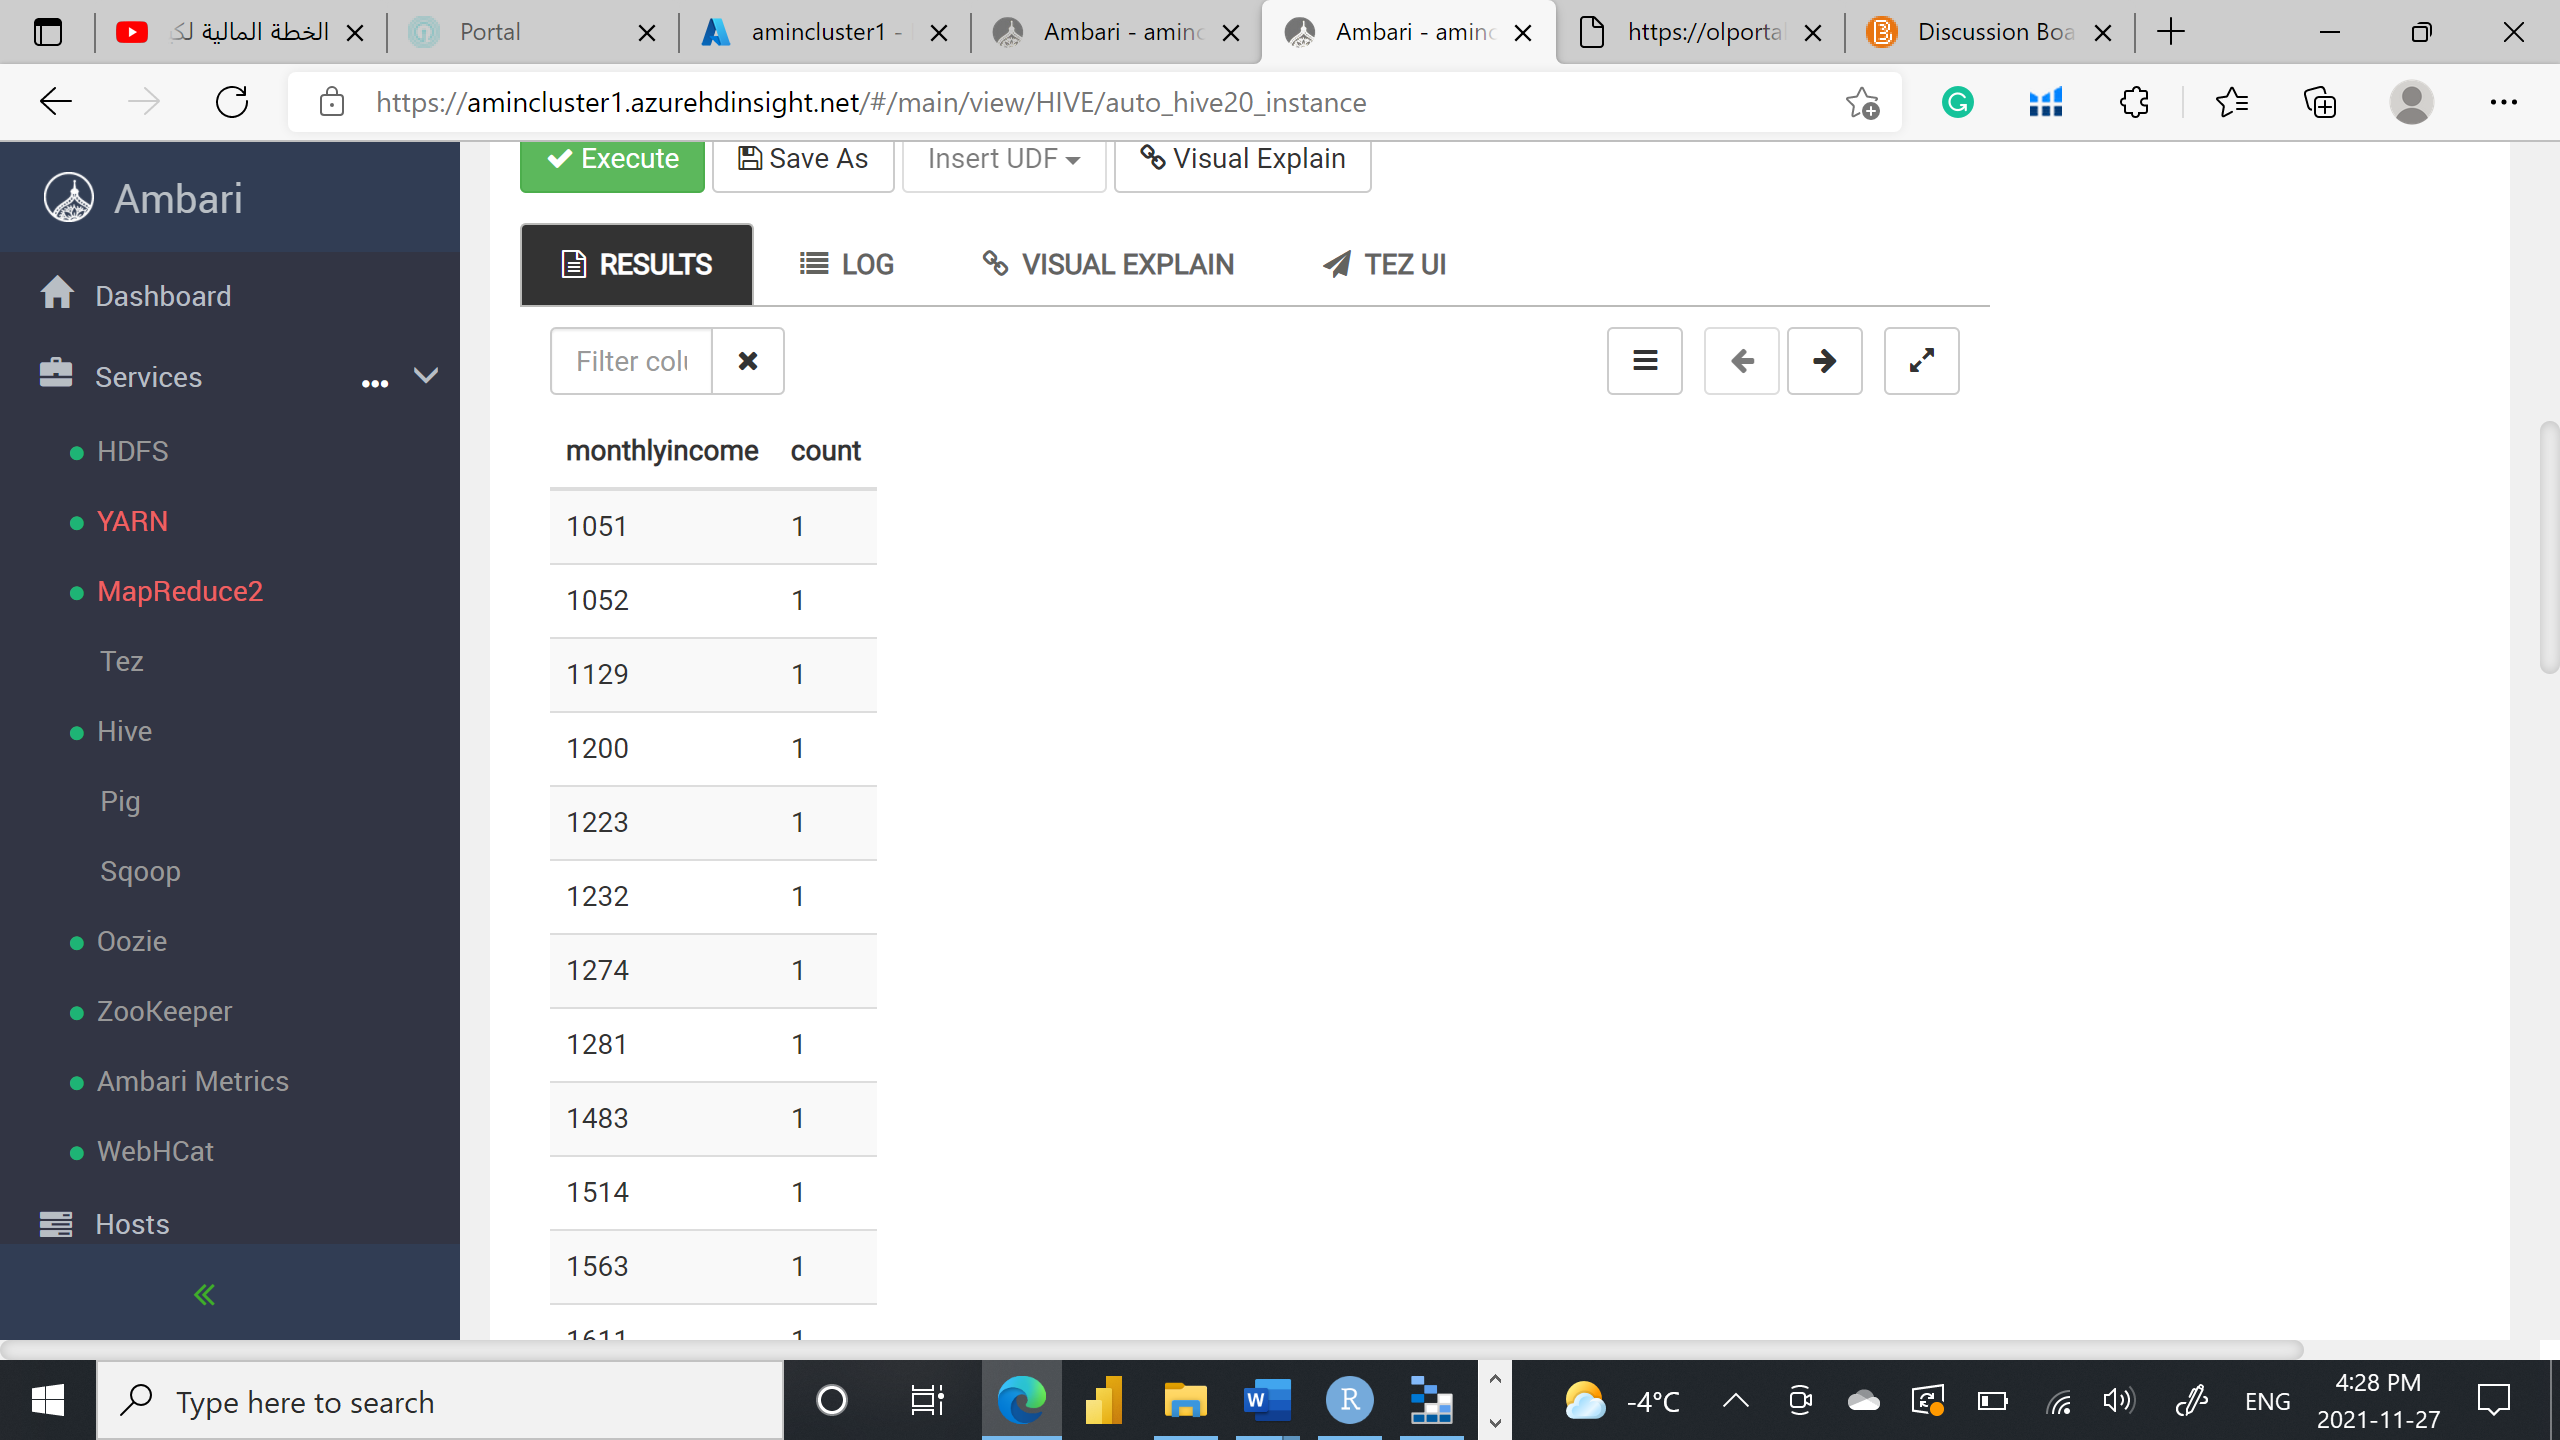 الخطة المالية لك
Portal
amincluster1 -
Ambari - aminc
Ambari - aminc
https://olporta
Discussion Boa
https://amincluster1.azurehdinsight.net/#/main/view/HIVE/auto_hive20_instance
Ambari
Dashboard
Services
HDFS
YARN
MapReduce2
Tez
Hive
Pig
Sqoop
Oozie
ZooKeeper
Ambari Metrics
WebHCat
Hosts
Execute
Save As
Insert UDF
Visual Explain
RESULTS
LOG
VISUAL EXPLAIN
TEZ UI
Filter colu
monthlyincome count
1051 1
1052 1
1129 1
1200 1
1223 1
1232 1
1274 1
1281 1
1483 1
1514 1
1563 1
1611 1
Type here to search
-4°C
ENG
4:28 PM
2021-11-27